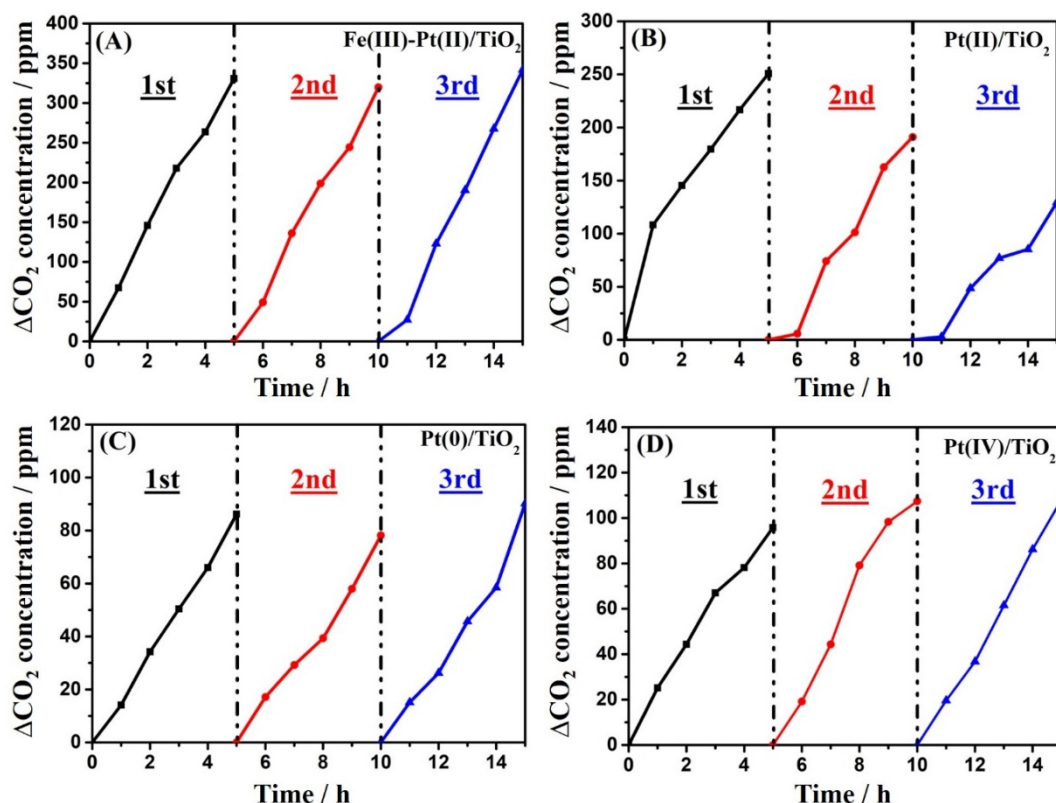 (A)
Fe(III)-Pt(II)/TiO₂
1st
2nd
3rd
ΔCO₂ concentration / ppm
400
350
300
250
200
150
100
50
0
0 2 4 6 8 10 12 14
Time / h
(B)
Pt(II)/TiO₂
1st
2nd
3rd
ΔCO₂ concentration / ppm
300
250
200
150
100
50
0
0 2 4 6 8 10 12 14
Time / h
(C)
Pt(0)/TiO₂
1st
2nd
3rd
ΔCO₂ concentration / ppm
120
100
80
60
40
20
0
0 2 4 6 8 10 12 14
Time / h
(D)
Pt(IV)/TiO₂
1st
2nd
3rd
ΔCO₂ concentration / ppm
140
120
100
80
60
40
20
0
0 2 4 6 8 10 12 14
Time / h